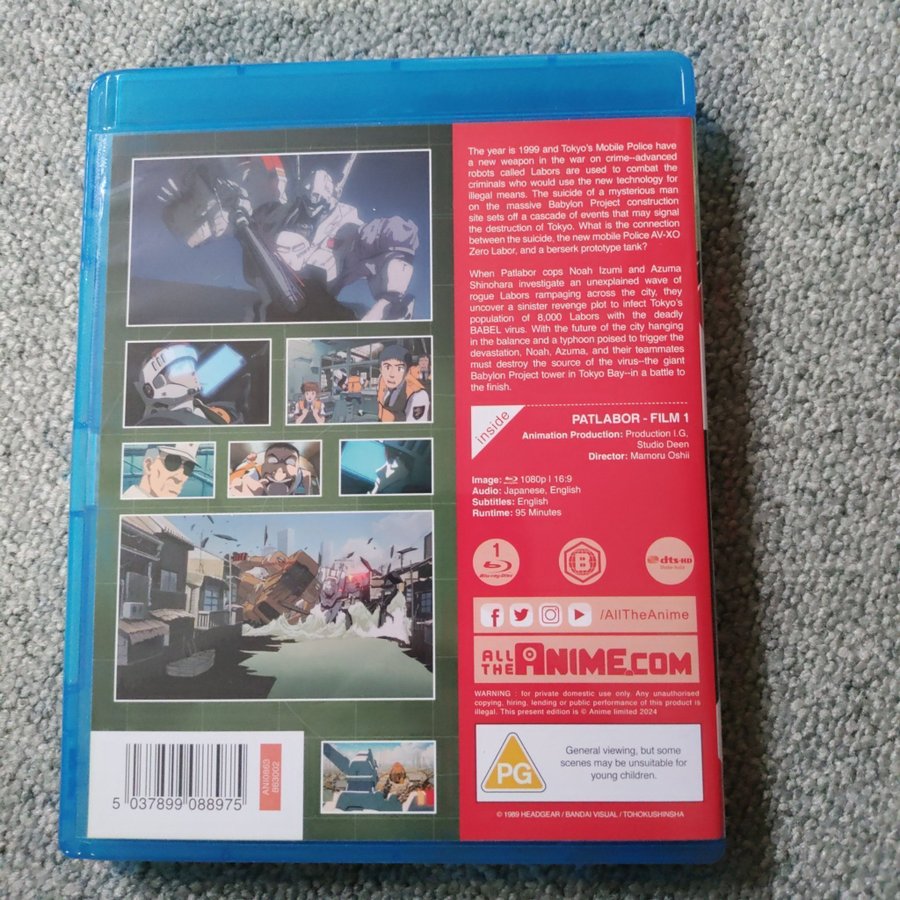 The year is 1999 and Tokyo's Mobile Police have
a new weapon in the war on crime--advanced
robots called Labors are used to combat the
criminals who would use the new technology for
illegal means. The suicide of a mysterious man
on the massive Babylon Project construction
site sets off a cascade of events that may signal
the destruction of Tokyo. What is the connection
between the suicide, the new mobile Police AV-XO
Zero Labor, and a berserk prototype tank?
When Patlabor cops Noah Izumi and Azuma
Shinohara investigate an unexplained wave of
rogue Labors rampaging across the city, they
uncover a sinister revenge plot to infect Tokyo's
population of 8,000 Labors with the deadly
BABEL virus. With the future of the city hanging
in the balance and a typhoon poised to trigger the
devastation, Noah, Azuma, and their teammates
must destroy the source of the virus--the giant
Babylon Project tower in Tokyo Bay--in a battle to
the finish.
inside
PATLABOR - FILM 1
Animation Production: Production I.G,
Studio Deen
Director: Mamoru Oshii
Image: 1080p | 16:9
Audio: Japanese, English
Subtitles: English
Runtime: 95 Minutes
1
Blu-ray Disc
B
dts-HD
/AllTheAnime
ALL THE ANIME.COM
WARNING : for private domestic use only. Any unauthorised
copying, hiring, lending or public performance of this product is
illegal. This present edition is © Anime limited 2024
PG
General viewing, but some
scenes may be unsuitable for
young children.
© 1989 HEADGEAR / BANDAI VISUAL / TOHOKUSHINSHA
5 037899 088975
ANI0863
863002